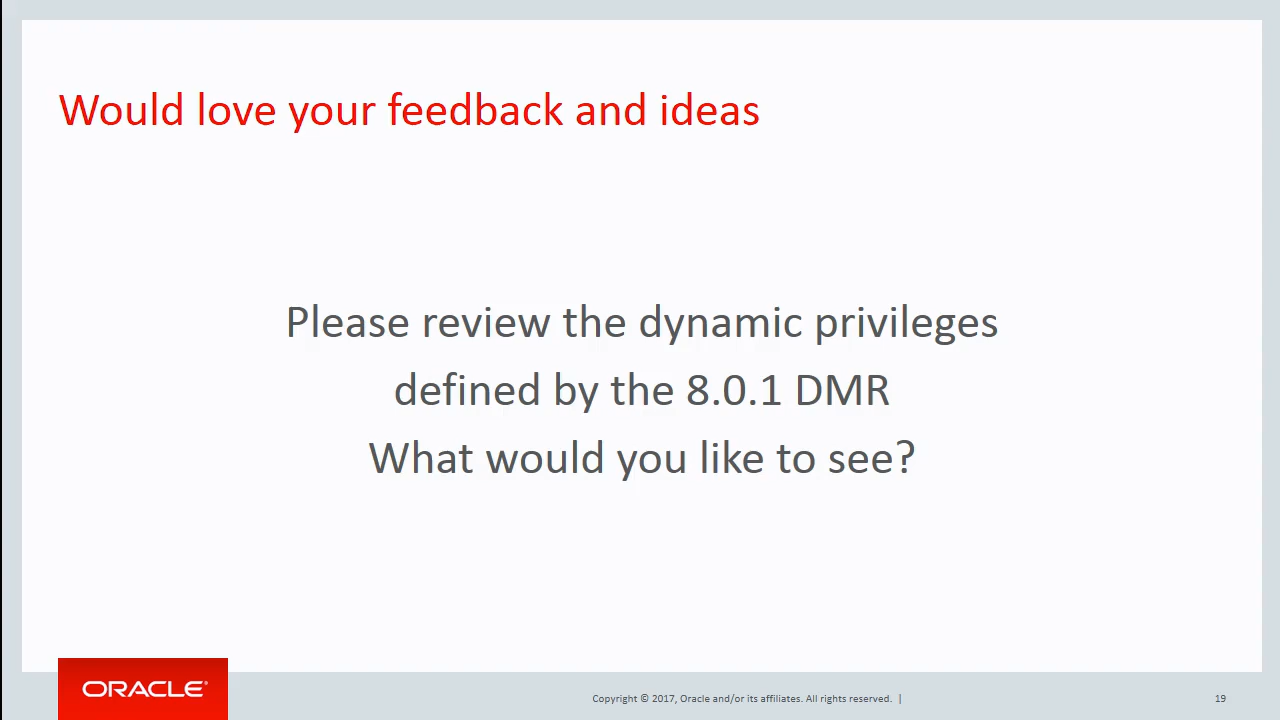 Would love your feedback and ideas
Please review the dynamic privileges
defined by the 8.0.1 DMR
What would you like to see?
ORACLE®
Copyright © 2017, Oracle and/or its affiliates. All rights reserved. |
19